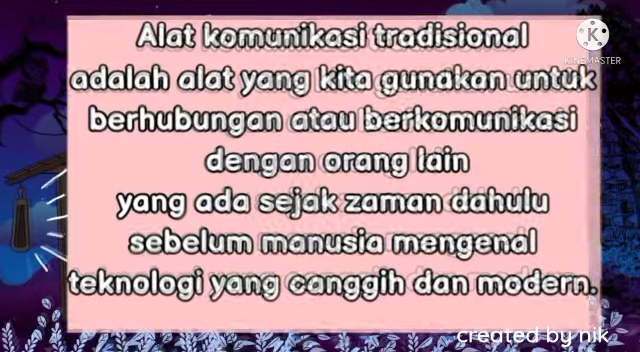 Alat komunikasi tradisional
adalah alat yang kita gunakan untuk
berhubungan atau berkomunikasi
dengan orang lain
yang ada sejak zaman dahulu
sebelum manusia mengenal
teknologi yang canggih dan modern.
K
KINEMASTER
created by nik